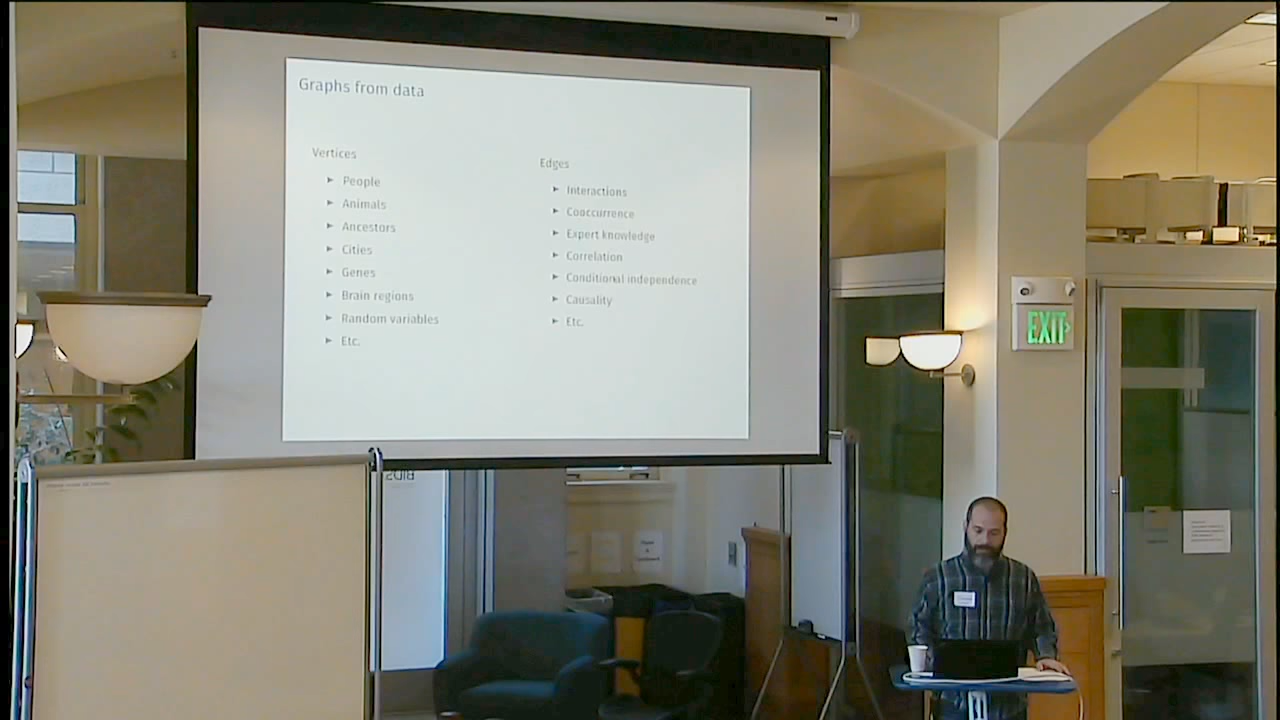 Graphs from data
Vertices
▸ People
▸ Animals
▸ Ancestors
▸ Cities
▸ Genes
▸ Brain regions
▸ Random variables
▸ Etc.
Edges
▸ Interactions
▸ Cooccurrence
▸ Expert knowledge
▸ Correlation
▸ Conditional independence
▸ Causality
▸ Etc.
EXIT
BIDS